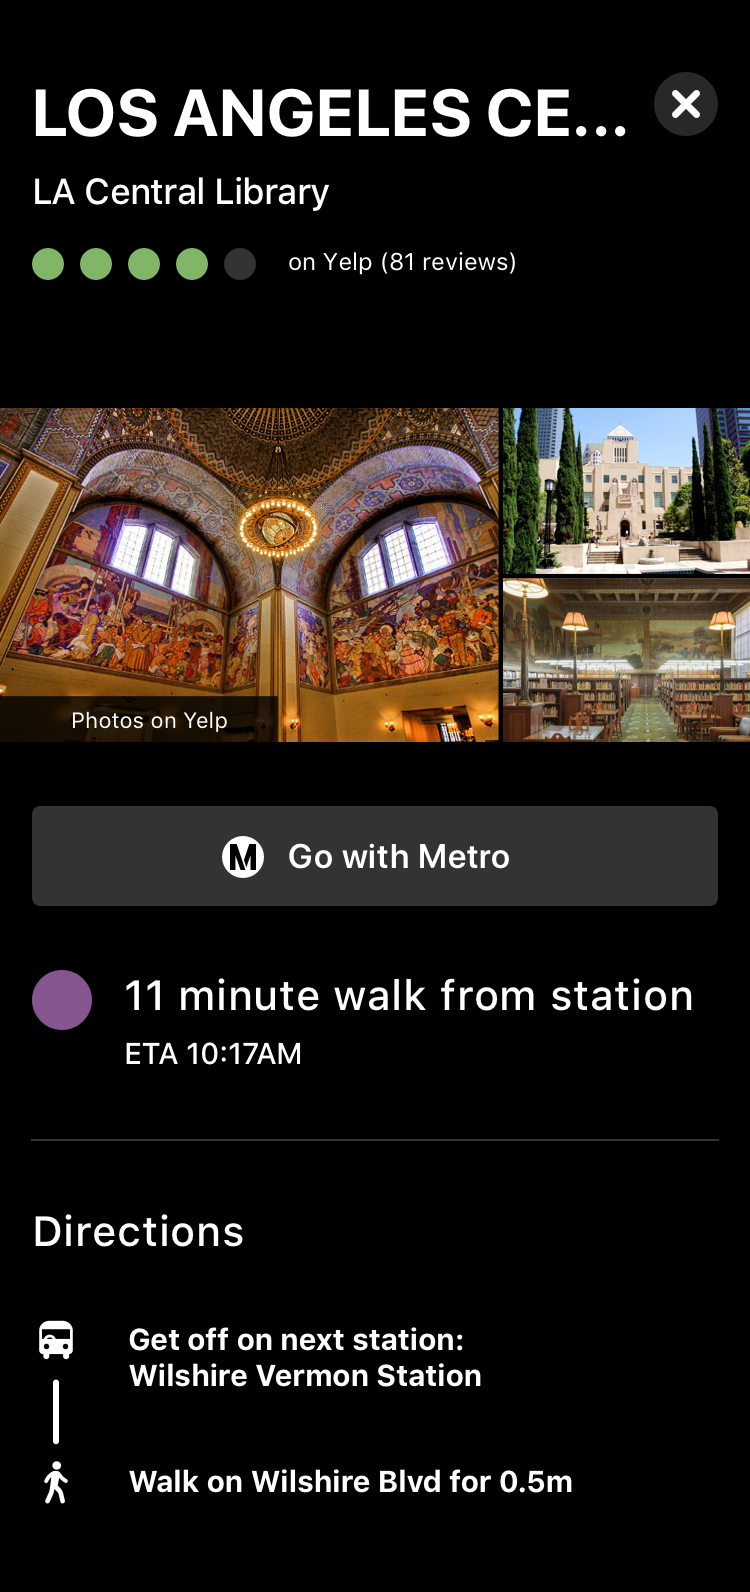 LOS ANGELES CE...
LA Central Library
on Yelp (81 reviews)
Photos on Yelp
M Go with Metro
11 minute walk from station
ETA 10:17AM
Directions
Get off on next station:
Wilshire Vermon Station
Walk on Wilshire Blvd for 0.5m